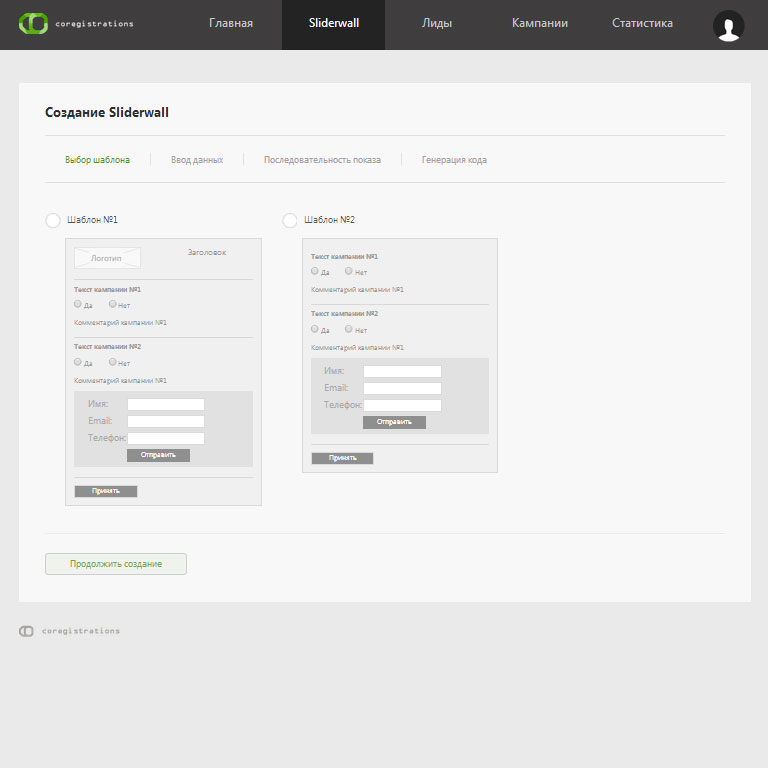 coregistrations Главная Sliderwall Лиды Кампании Статистика
Создание Sliderwall
Выбор шаблона Ввод данных Последовательность показа Генерация кода
Шаблон №1
Логотип Заголовок
Текст кампании №1
Да Нет
Комментарий кампании №1
Текст кампании №2
Да Нет
Комментарий кампании №1
Имя:
Email:
Телефон:
Отправить
Принять
Шаблон №2
Текст кампании №1
Да Нет
Комментарий кампании №1
Текст кампании №2
Да Нет
Комментарий кампании №1
Имя:
Email:
Телефон:
Отправить
Принять
Продолжить создание
coregistrations